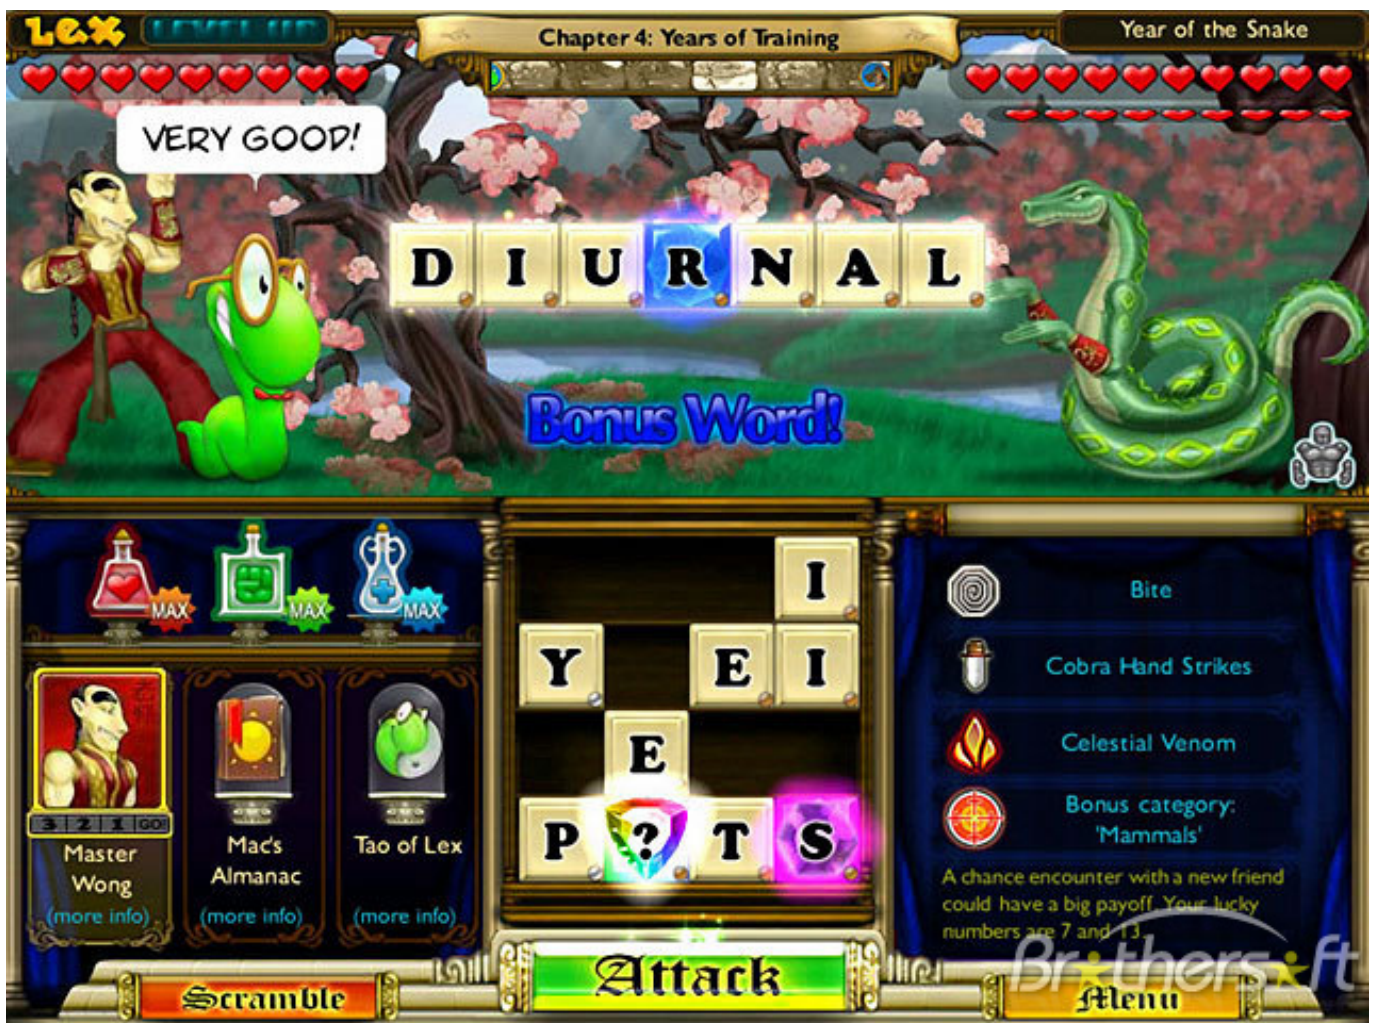 Lex LEVEL UP
Chapter 4: Years of Training
Year of the Snake
VERY GOOD!
D I U R N A L
Bonus Word!
MAX MAX MAX
I
Y E I
E
P ? T S
3 2 1 GO!
Master
Wong
(more info)
Mac's
Almanac
(more info)
Tao of Lex
(more info)
Bite
Cobra Hand Strikes
Celestial Venom
Bonus category:
'Mammals'
A chance encounter with a new friend
could have a big payoff. Your lucky
numbers are 7 and 13.
Brothersoft
Scramble
Attack
Menu